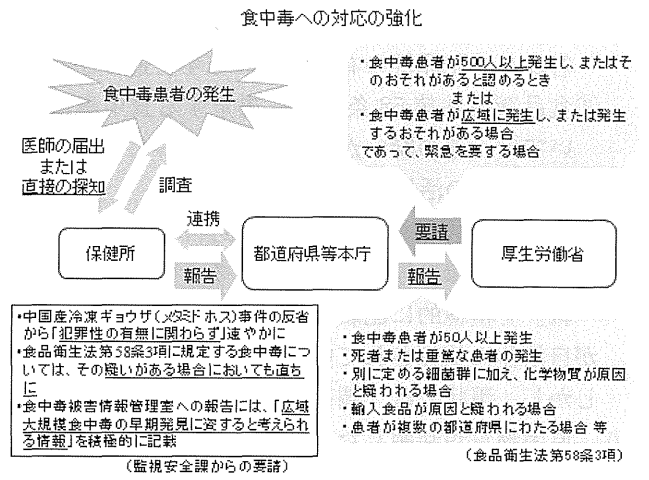 食中毒への対応の強化
食中毒患者の発生
・食中毒患者が500人以上発生し、またはそ
のおそれがあると認めるとき
または
・食中毒患者が広域に発生し、または発生
するおそれがある場合
であって、緊急を要する場合
医師の届出
または
直接の探知
調査
保健所
連携
報告
都道府県等本庁
要請
報告
厚生労働省
・中国産冷凍ギョウザ(メタミドホス)事件の反省
から「犯罪性の有無に関わらず」速やかに
・食品衛生法第58条3項に規定する食中毒につ
いては、その疑いがある場合においても直ち
に
・食中毒被害情報管理室への報告には、「広域
大規模食中毒の早期発見に資すると考えられ
る情報」を積極的に記載
(監視安全課からの要請)
・食中毒患者が50人以上発生
・死者または重篤な患者の発生
・別に定める細菌群に加え、化学物質が原因
と疑われる場合
・輸入食品が原因と疑われる場合
・患者が複数の都道府県にわたる場合 等
(食品衛生法第58条3項)